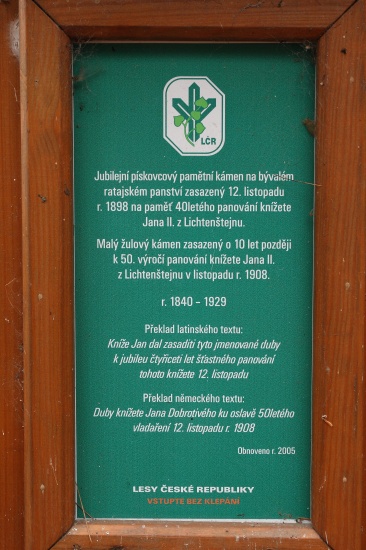 LČR
Jubilejní pískovcový pamětní kámen na bývalém
ratajském panství zasazený 12. listopadu
r. 1898 na paměť 40letého panování knížete
Jana II. z Lichtenštejnu.
Malý žulový kámen zasazený o 10 let později
k 50. výročí panování knížete Jana II.
z Lichtenštejnu v listopadu r. 1908.
r. 1840 - 1929
Překlad latinského textu:
Kníže Jan dal zasaditi tyto jmenované duby
k jubileu čtyřiceti let šťastného panování
tohoto knížete 12. listopadu
Překlad německého textu:
Duby knížete Jana Dobrotivého ku oslavě 50letého
vladaření 12. listopadu r. 1908
Obnoveno r. 2005
LESY ČESKÉ REPUBLIKY
VSTUPTE BEZ KLEPÁNÍ